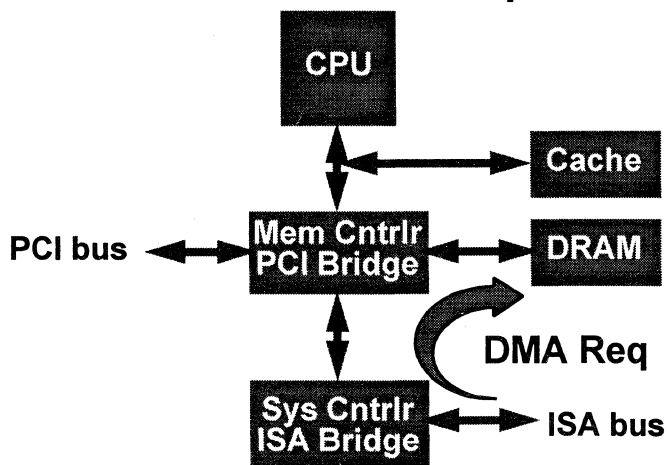 CPU
Cache
Mem Cntrlr
PCI Bridge
PCI bus
DRAM
DMA Req
Sys Cntrlr
ISA Bridge
ISA bus